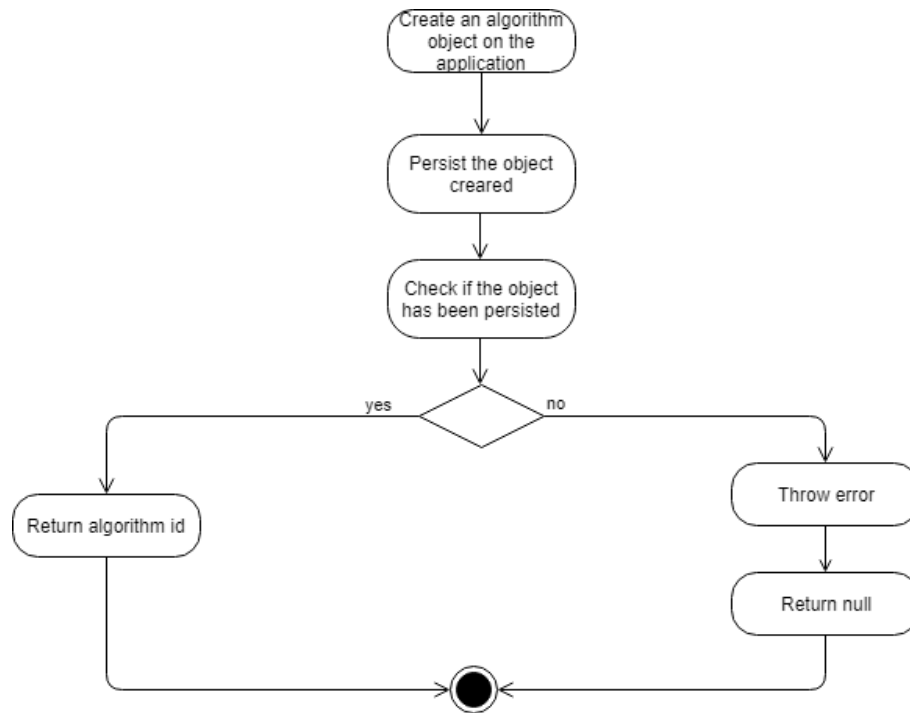 Create an algorithm
object on the
application
Persist the object
creared
Check if the object
has been persisted
yes
no
Throw error
Return algorithm id
Return null